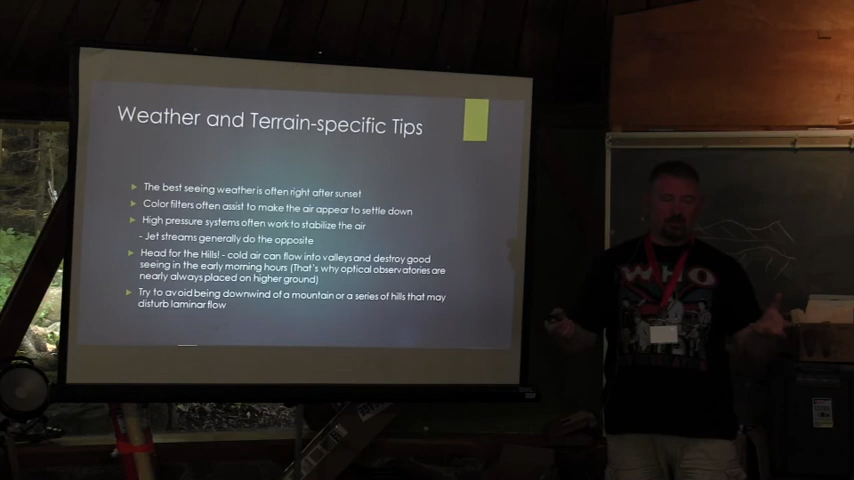 Weather and Terrain-specific Tips
The best seeing weather is often right after sunset
Color filters often assist to make the air appear to settle down
High pressure systems often work to stabilize the air
- Jet streams generally do the opposite
Head for the Hills! - cold air can flow into valleys and destroy good
seeing in the early morning hours (That's why optical observatories are
nearly always placed on higher ground)
Try to avoid being downwind of a mountain or a series of hills that may
disturb laminar flow
WHO